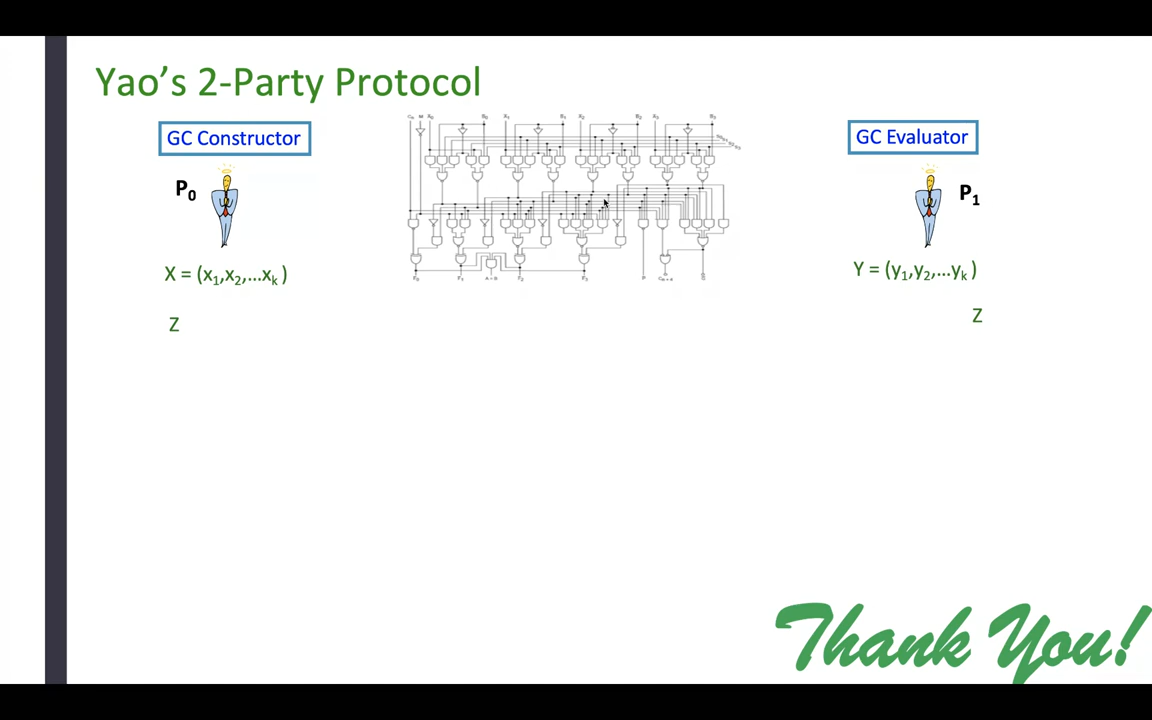 Yao's 2-Party Protocol
GC Constructor
GC Evaluator
P0
P1
X = (x1,x2,...xk )
Y = (y1,y2,...yk )
Z
Z
Thank You!